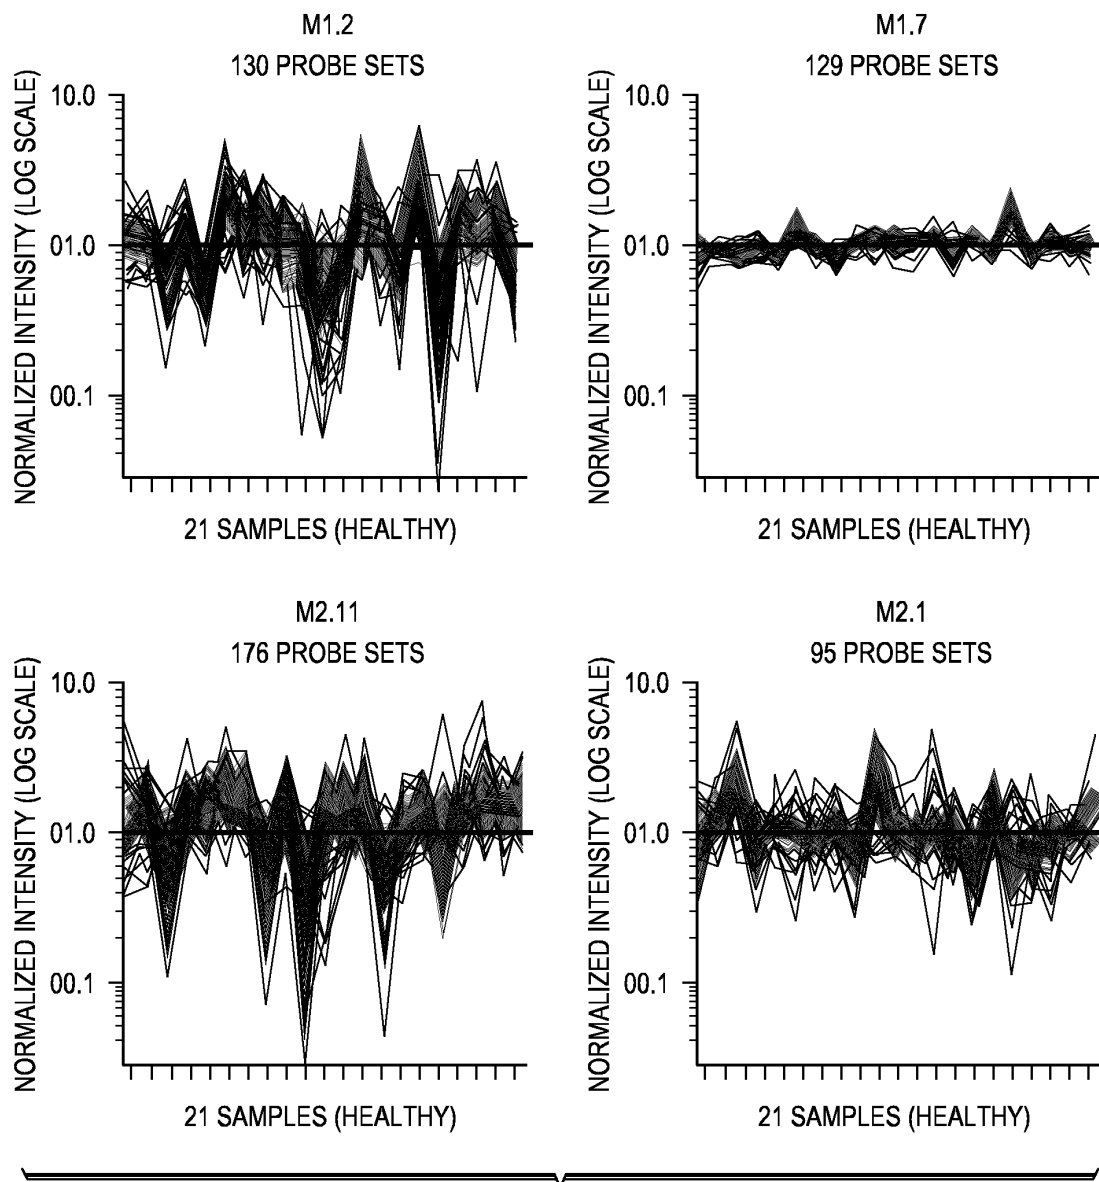 M1.2
130 PROBE SETS
NORMALIZED INTENSITY (LOG SCALE)
10.0
01.0
00.1
21 SAMPLES (HEALTHY)
M1.7
129 PROBE SETS
NORMALIZED INTENSITY (LOG SCALE)
10.0
01.0
00.1
21 SAMPLES (HEALTHY)
M2.11
176 PROBE SETS
NORMALIZED INTENSITY (LOG SCALE)
10.0
01.0
00.1
21 SAMPLES (HEALTHY)
M2.1
95 PROBE SETS
NORMALIZED INTENSITY (LOG SCALE)
10.0
01.0
00.1
21 SAMPLES (HEALTHY)